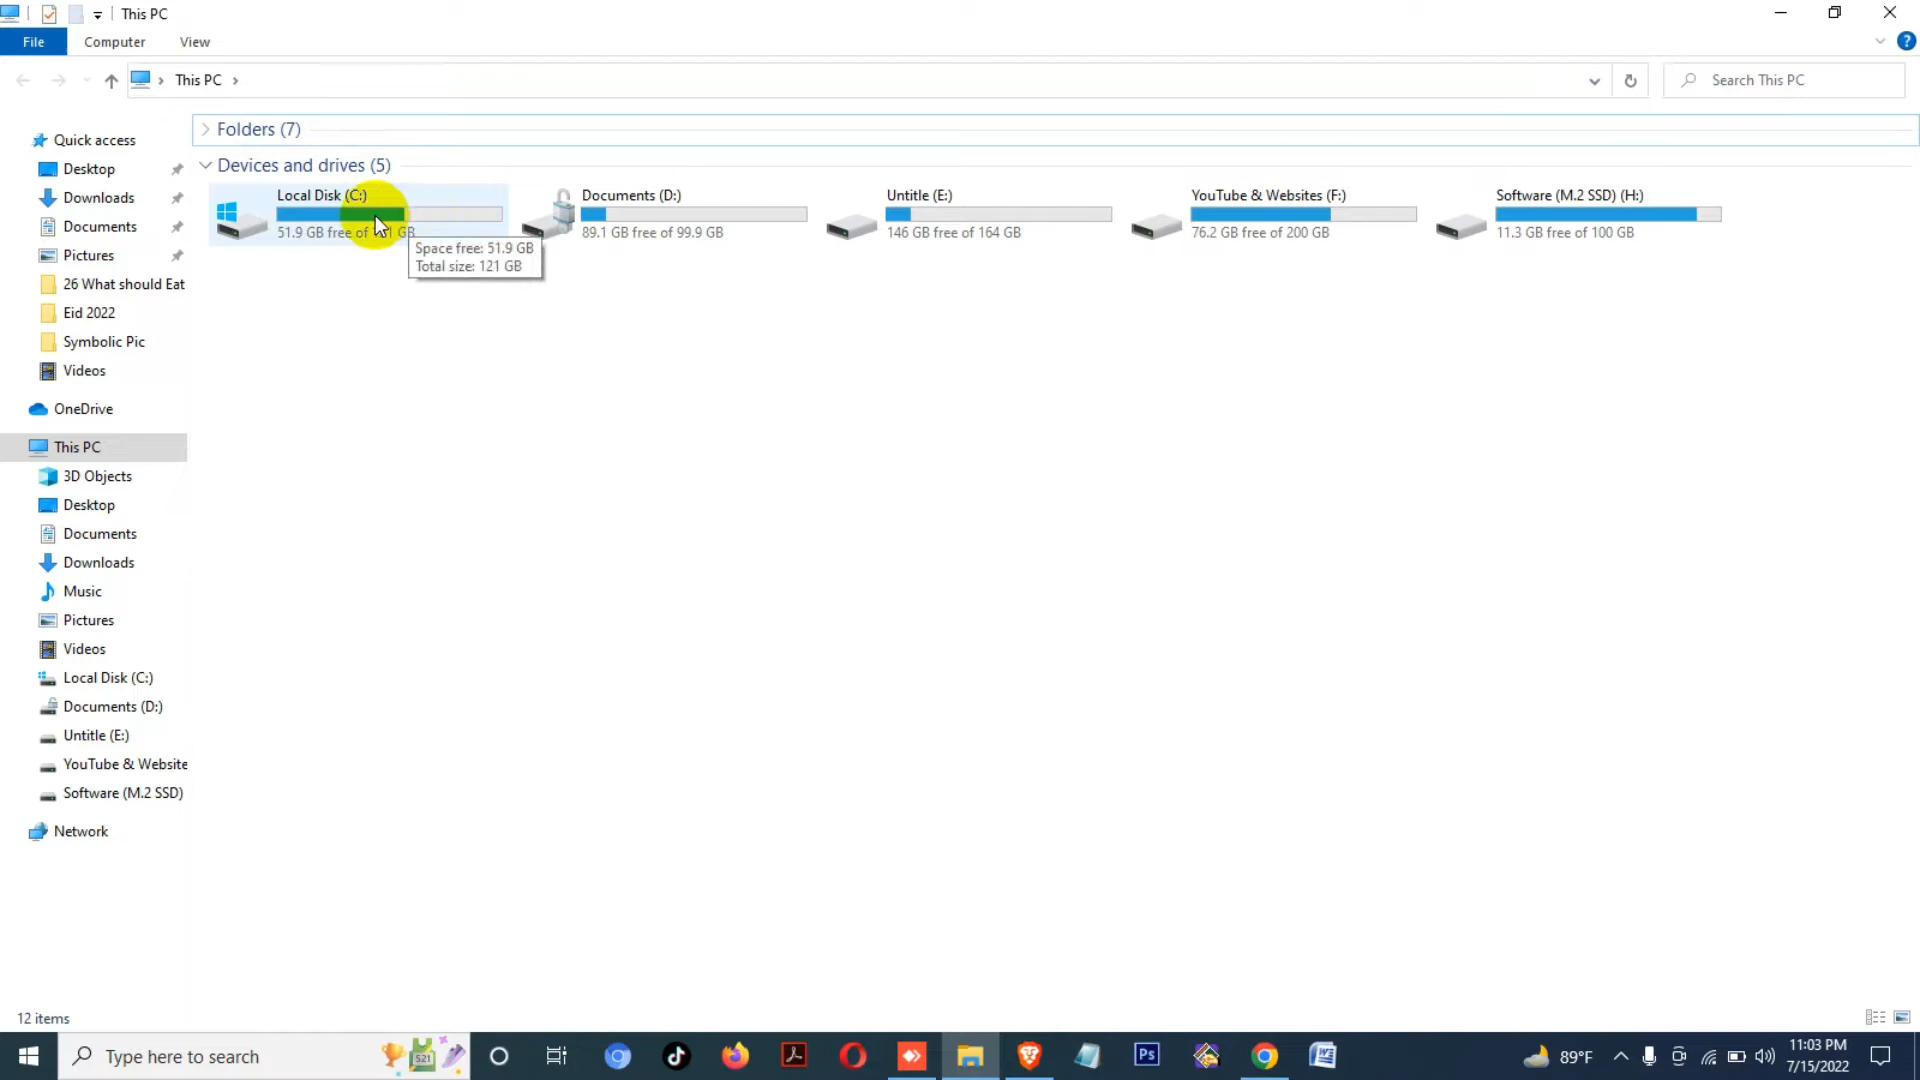 This PC
File Computer View
This PC
Search This PC
Folders (7)
Devices and drives (5)
Local Disk (C:)
51.9 GB free of GB
Space free: 51.9 GB
Total size: 121 GB
Documents (D:)
89.1 GB free of 99.9 GB
Untitle (E:)
146 GB free of 164 GB
YouTube & Websites (F:)
76.2 GB free of 200 GB
Software (M.2 SSD) (H:)
11.3 GB free of 100 GB
Quick access
Desktop
Downloads
Documents
Pictures
26 What should Eat
Eid 2022
Symbolic Pic
Videos
OneDrive
This PC
3D Objects
Desktop
Documents
Downloads
Music
Pictures
Videos
Local Disk (C:)
Documents (D:)
Untitle (E:)
YouTube & Website
Software (M.2 SSD)
Network
12 items
Type here to search
521
Ps
89°F
11:03 PM
7/15/2022